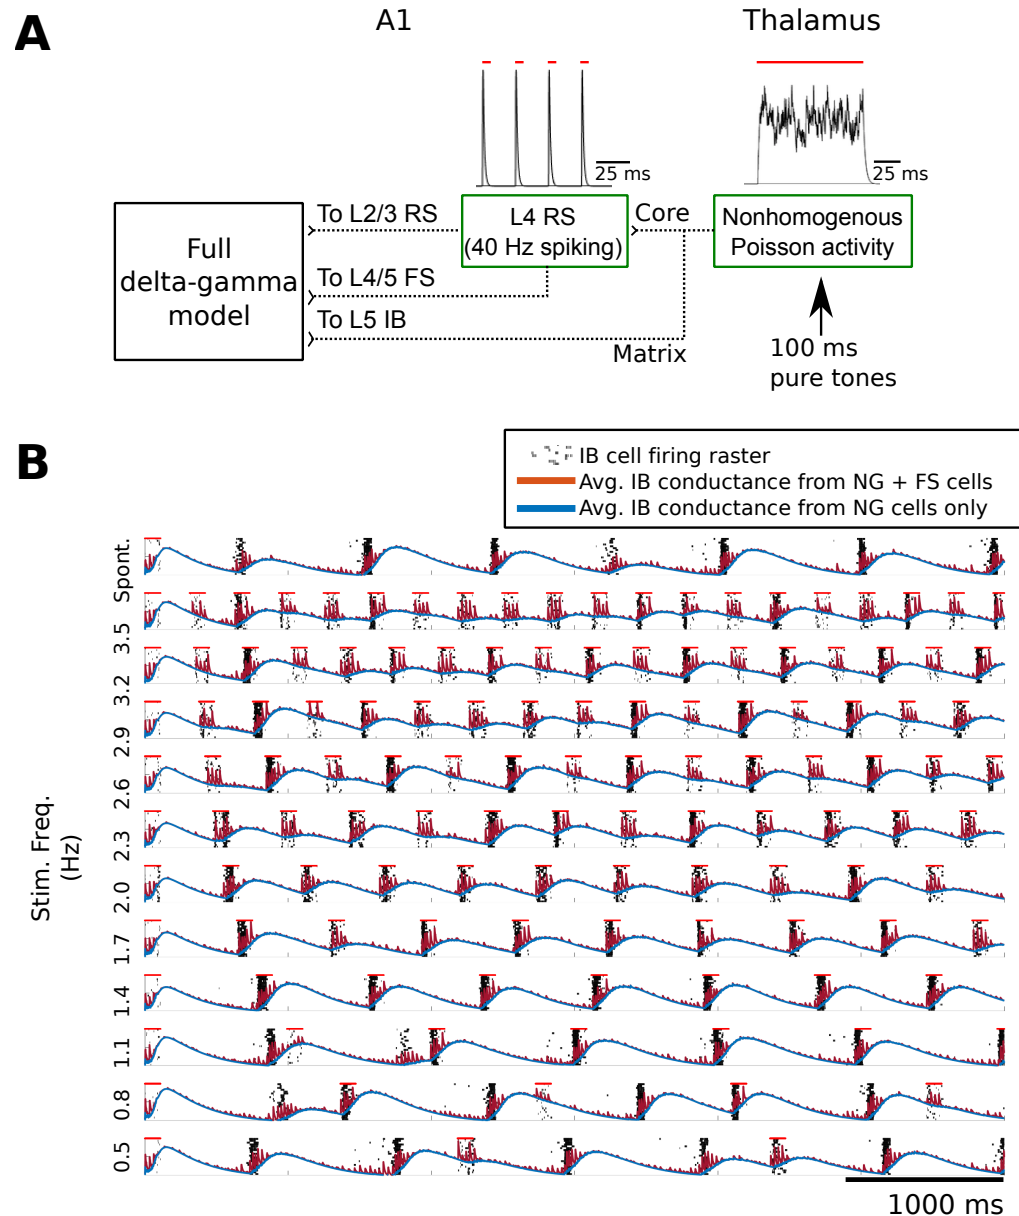 A
A1
Thalamus
25 ms
25 ms
Full
delta-gamma
model
To L2/3 RS
To L4/5 FS
To L5 IB
L4 RS
(40 Hz spiking)
Core
Matrix
Nonhomogenous
Poisson activity
100 ms
pure tones
B
IB cell firing raster
Avg. IB conductance from NG + FS cells
Avg. IB conductance from NG cells only
Stim. Freq.
(Hz)
Spont.
3.5
3.2
2.9
2.6
2.3
2.0
1.7
1.4
1.1
0.8
0.5
1000 ms